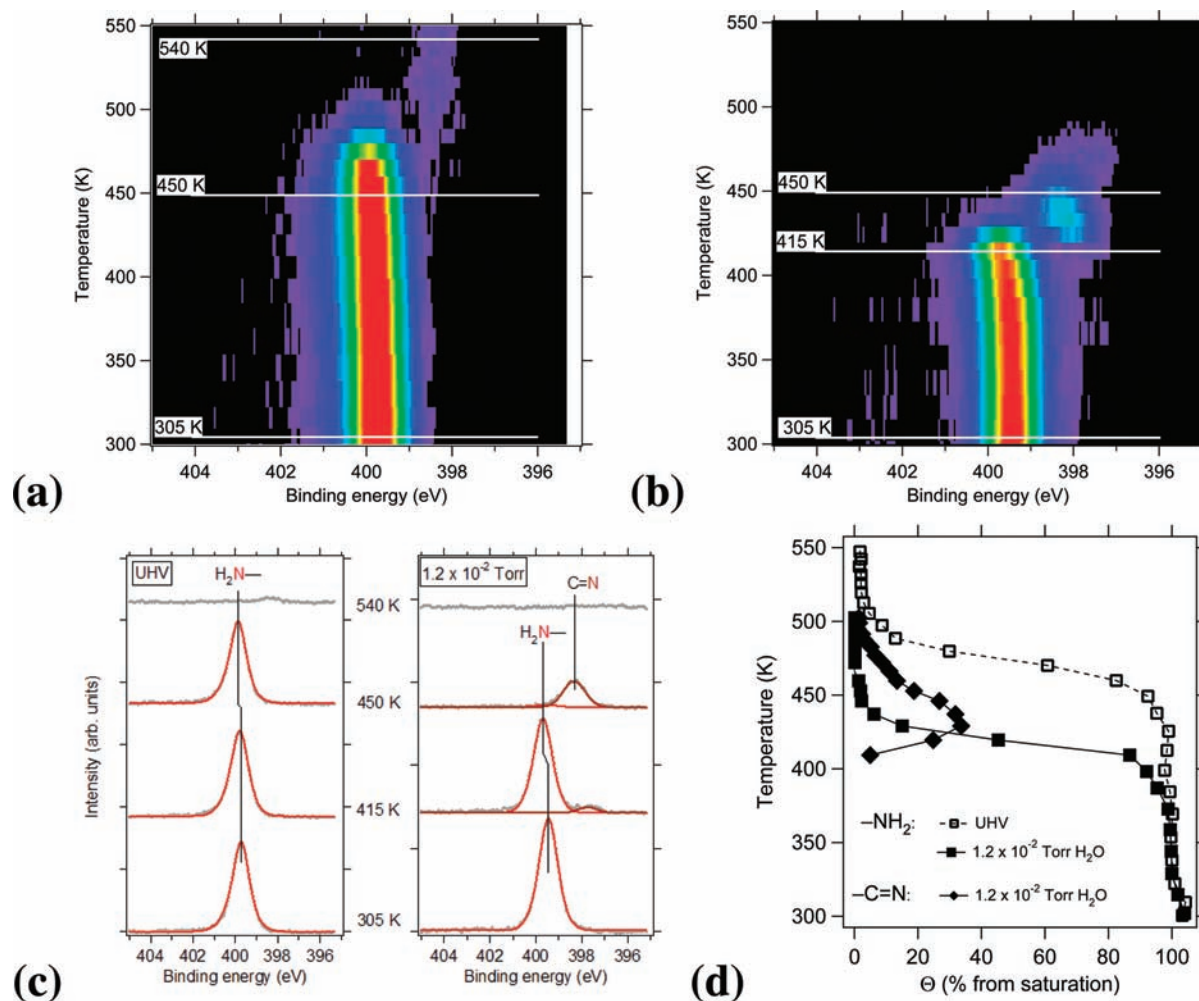 550
540 K
500
450 K
450
400
350
305 K
300
404
402
400
398
396
Temperature (K)
Binding energy (eV)
(a)
550
500
450 K
450
415 K
400
350
305 K
300
404
402
400
398
396
Temperature (K)
Binding energy (eV)
(b)
UHV
H₂N—
1.2 x 10⁻² Torr
C=N
H₂N—
540 K
450 K
415 K
305 K
Intensity (arb. units)
404 402 400 398 396
404 402 400 398 396
Binding energy (eV)
Binding energy (eV)
(c)
550
500
450
400
350
300
Temperature (K)
–NH₂: UHV
1.2 x 10⁻² Torr H₂O
–C=N: 1.2 x 10⁻² Torr H₂O
0 20 40 60 80 100
Θ (% from saturation)
(d)